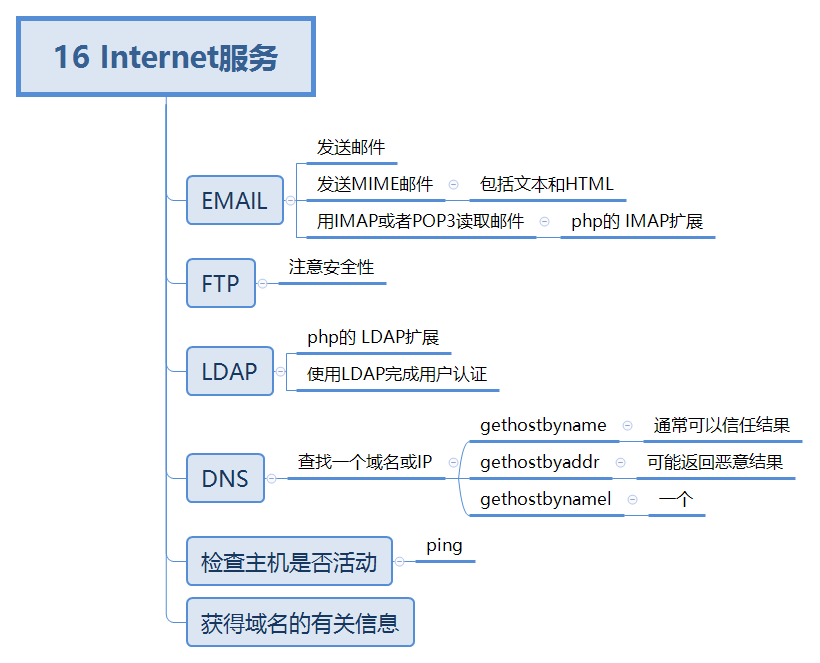 16 Internet服务
EMAIL
发送邮件
发送MIME邮件
包括文本和HTML
用IMAP或者POP3读取邮件
php的 IMAP扩展
FTP
注意安全性
LDAP
php的 LDAP扩展
使用LDAP完成用户认证
DNS
查找一个域名或IP
gethostbyname
通常可以信任结果
gethostbyaddr
可能返回恶意结果
gethostbynamel
一个
检查主机是否活动
ping
获得域名的有关信息